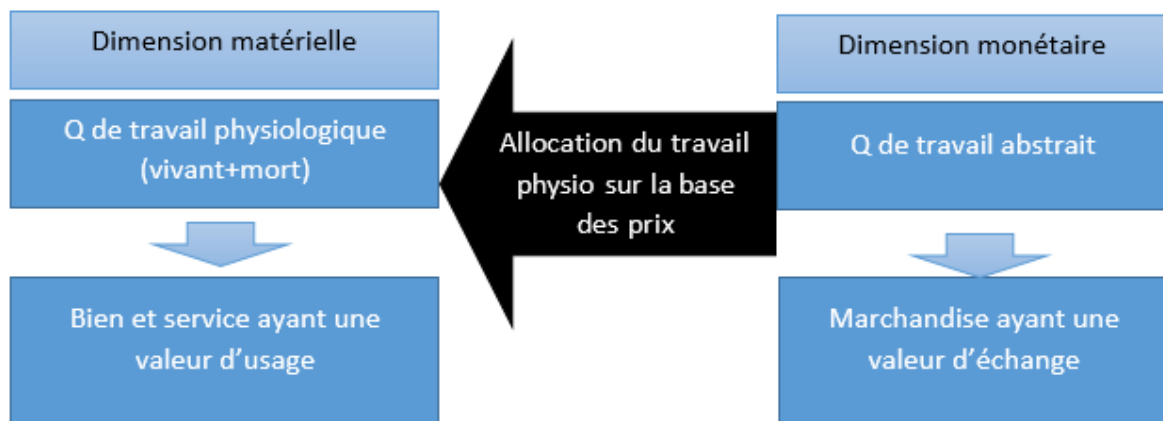 Dimension matérielle
Q de travail physiologique
(vivant+mort)
Bien et service ayant une
valeur d’usage
Allocation du travail
physio sur la base
des prix
Dimension monétaire
Q de travail abstrait
Marchandise ayant une
valeur d’échange